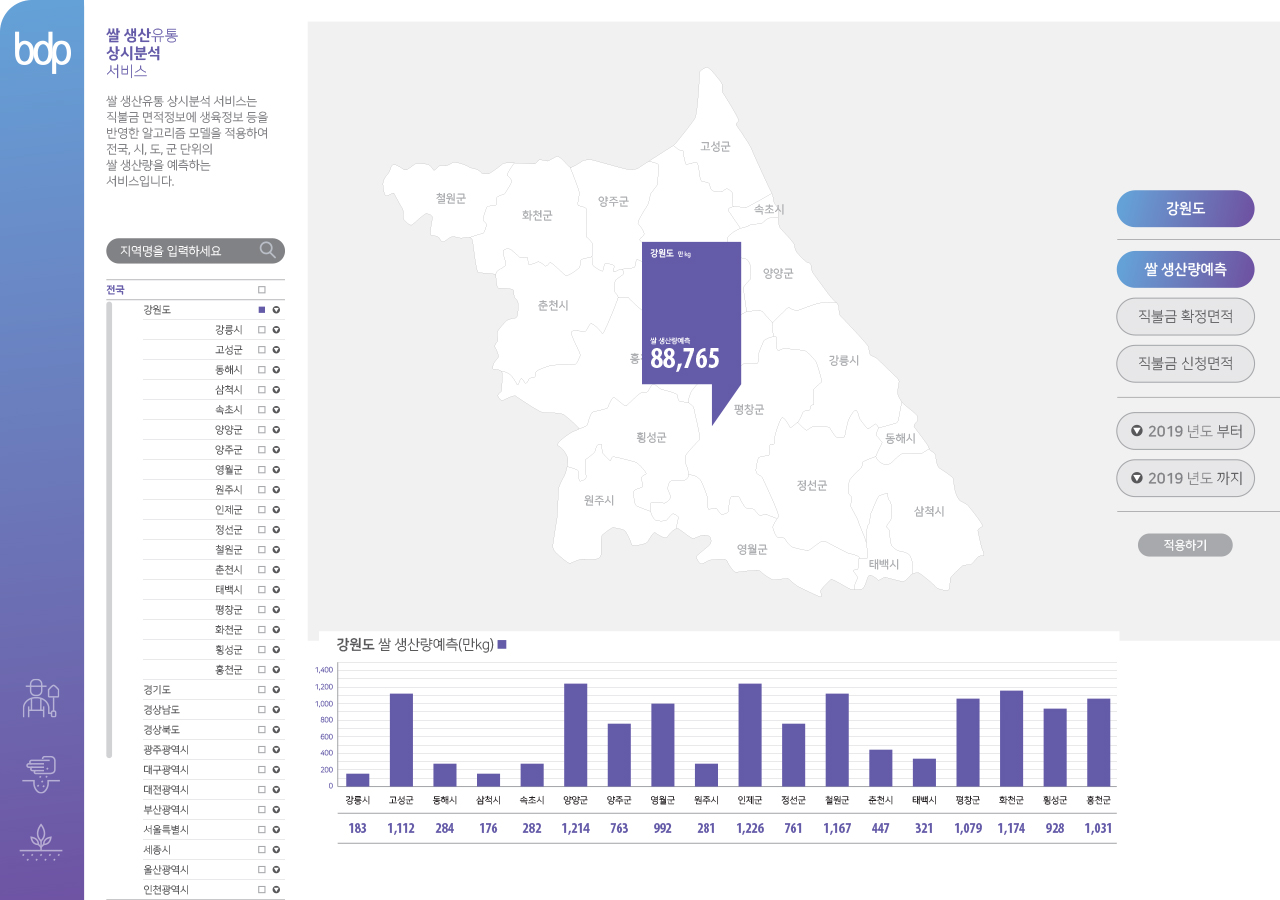 bdp
쌀 생산유통
상시분석
서비스
쌀 생산유통 상시분석 서비스는
직불금 면적정보에 생육정보 등을
반영한 알고리즘 모델을 적용하여
전국, 시, 도, 군 단위의
쌀 생산량을 예측하는
서비스입니다.
지역명을 입력하세요
전국
강원도
강릉시
고성군
동해시
삼척시
속초시
양양군
양주군
영월군
원주시
인제군
정선군
철원군
춘천시
태백시
평창군
화천군
횡성군
홍천군
경기도
경상남도
경상북도
광주광역시
대구광역시
대전광역시
부산광역시
서울특별시
세종시
울산광역시
인천광역시
고성군
철원군
양주군
화천군
속초시
양양군
춘천시
강릉시
평창군
횡성군
동해시
정선군
원주시
삼척시
영월군
태백시
강원도 만 kg
쌀 생산량예측
88,765
강원도
쌀 생산량예측
직불금 확정면적
직불금 신청면적
2019 년도 부터
2019 년도 까지
적용하기
강원도 쌀 생산량예측(만kg)
1,400
1,200
1,000
800
600
400
200
0
강릉시 고성군 동해시 삼척시 속초시 양양군 양주군 영월군 원주시 인제군 정선군 철원군 춘천시 태백시 평창군 화천군 횡성군 홍천군
183 1,112 284 176 282 1,214 763 992 281 1,226 761 1,167 447 321 1,079 1,174 928 1,031